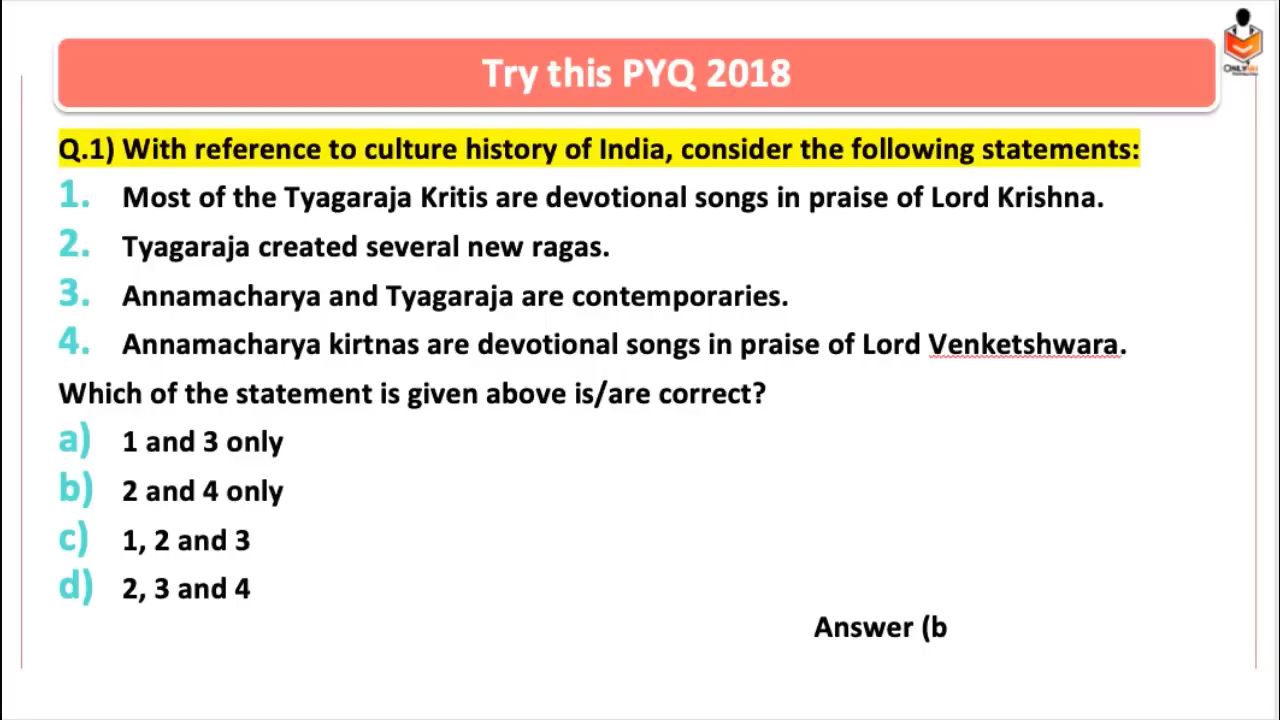 Try this PYQ 2018
Q.1) With reference to culture history of India, consider the following statements:
1. Most of the Tyagaraja Kritis are devotional songs in praise of Lord Krishna.
2. Tyagaraja created several new ragas.
3. Annamacharya and Tyagaraja are contemporaries.
4. Annamacharya kirtnas are devotional songs in praise of Lord Venketshwara.
Which of the statement is given above is/are correct?
a) 1 and 3 only
b) 2 and 4 only
c) 1, 2 and 3
d) 2, 3 and 4
Answer (b